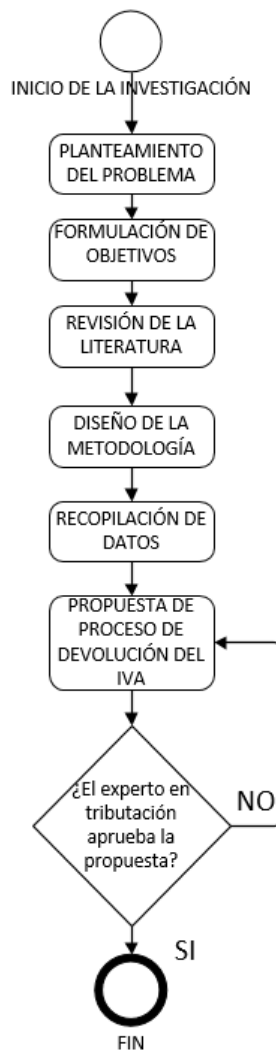 INICIO DE LA INVESTIGACIÓN
PLANTEAMIENTO
DEL PROBLEMA
FORMULACIÓN DE
OBJETIVOS
REVISIÓN DE LA
LITERATURA
DISEÑO DE LA
METODOLOGÍA
RECOPILACIÓN DE
DATOS
PROPUESTA DE
PROCESO DE
DEVOLUCIÓN DEL
IVA
¿El experto en
tributación
aprueba la
propuesta?
NO
SI
FIN